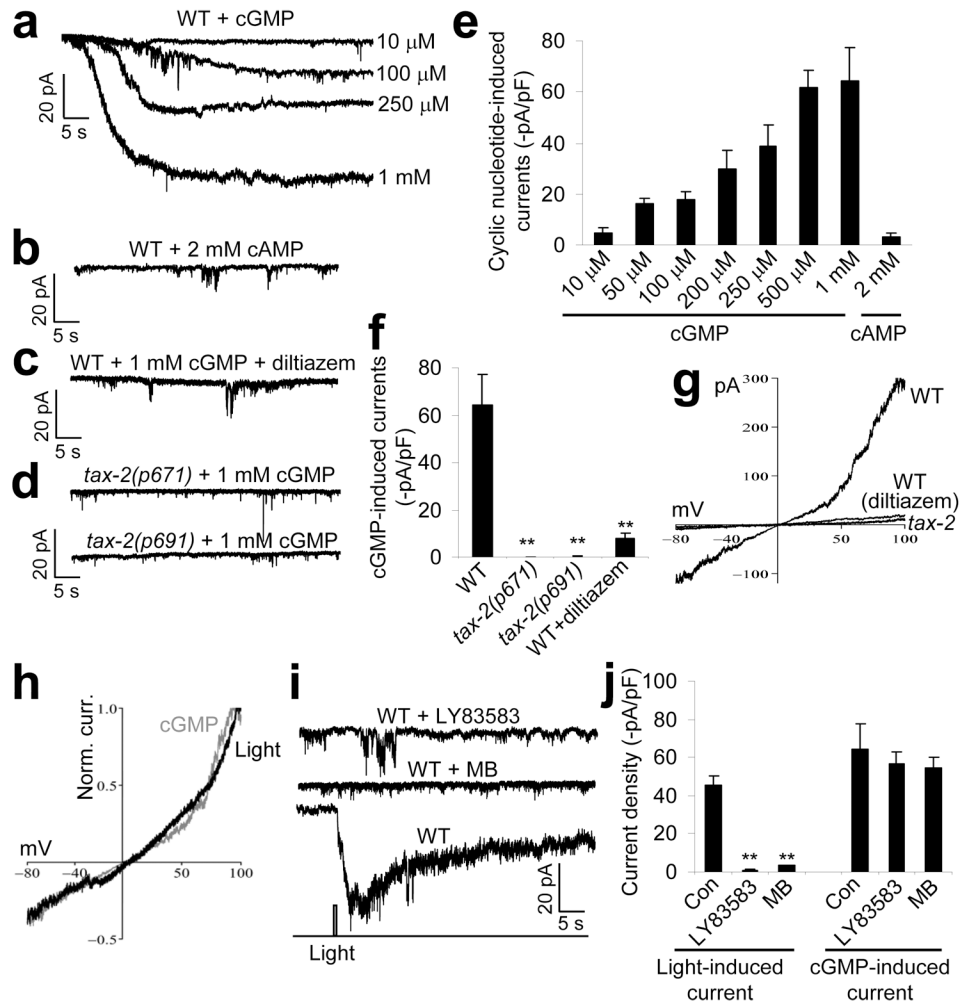 a
WT + cGMP
10 µM
100 µM
250 µM
1 mM
20 pA
5 s
b
WT + 2 mM cAMP
20 pA
5 s
c
WT + 1 mM cGMP + diltiazem
20 pA
5 s
d
tax-2(p671) + 1 mM cGMP
tax-2(p691) + 1 mM cGMP
20 pA
5 s
e
Cyclic nucleotide-induced
currents (-pA/pF)
80
60
40
20
0
10 µM
50 µM
100 µM
200 µM
250 µM
500 µM
1 mM
2 mM
cGMP
cAMP
f
cGMP-induced currents
(-pA/pF)
80
60
40
20
0
**
**
**
WT
tax-2(p671)
tax-2(p691)
WT+diltiazem
g
pA
300
200
100
-100
mV
-80
50
100
WT
WT
(diltiazem)
tax-2
h
Norm. curr.
1.0
0.5
-0.5
mV
-80
50
100
cGMP
Light
i
WT + LY83583
WT + MB
WT
20 pA
5 s
Light
j
Current density (-pA/pF)
100
80
60
40
20
0
**
**
Con
LY83583
MB
Con
LY83583
MB
Light-induced
current
cGMP-induced
current